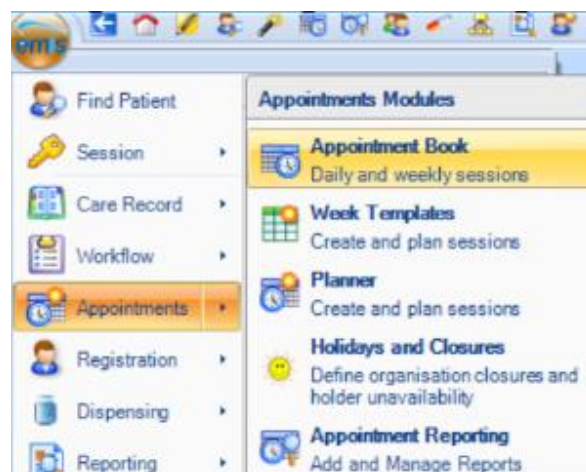 emis
Find Patient
Session
Care Record
Workflow
Appointments
Registration
Dispensing
Reporting
Appointments Modules
Appointment Book
Daily and weekly sessions
Week Templates
Create and plan sessions
Planner
Create and plan sessions
Holidays and Closures
Define organisation closures and
holder unavailability
Appointment Reporting
Add and Manage Reports